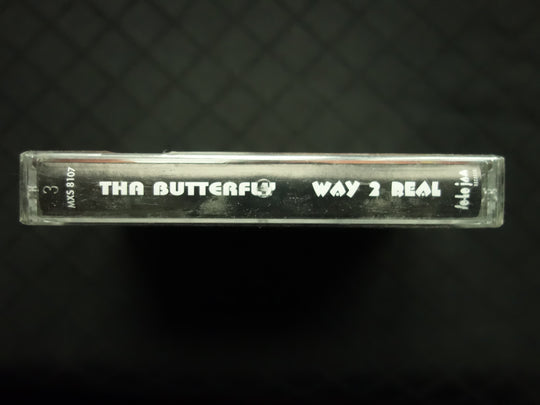 3
MXS 8107
THA BUTTERFLY WAY 2 REAL